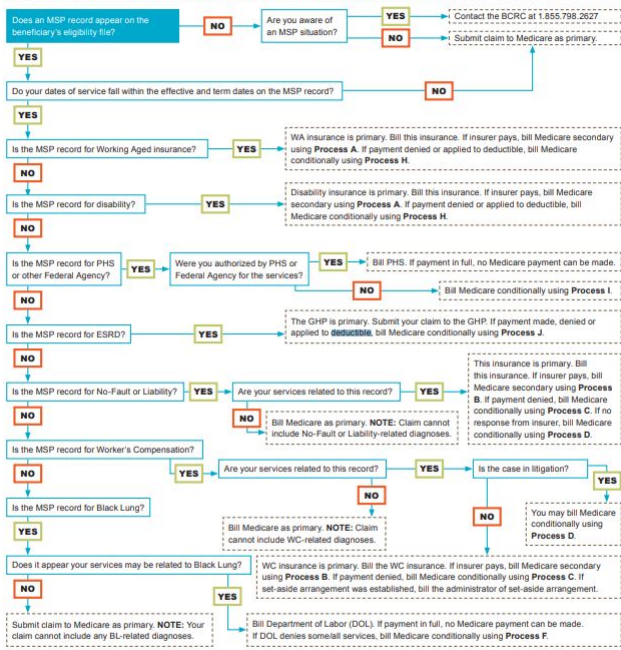 Does an MSP record appear on the
beneficiary's eligibility file?
NO
Are you aware of
an MSP situation?
YES
Contact the BCRC at 1.855.798.2627
NO
Submit claim to Medicare as primary.
YES
Do your dates of service fall within the effective and term dates on the MSP record?
NO
YES
Is the MSP record for Working Aged insurance?
YES
WA insurance is primary. Bill this insurance. If insurer pays, bill Medicare secondary
using Process A. If payment denied or applied to deductible, bill Medicare
conditionally using Process H.
NO
Is the MSP record for disability?
YES
Disability insurance is primary. Bill this insurance. If insurer pays, bill Medicare
secondary using Process A. If payment denied or applied to deductible, bill
Medicare conditionally using Process H.
NO
Is the MSP record for PHS
or other Federal Agency?
YES
Were you authorized by PHS or
Federal Agency for the services?
YES
Bill PHS. If payment in full, no Medicare payment can be made.
NO
Bill Medicare conditionally using Process I.
NO
Is the MSP record for ESRD?
YES
The GHP is primary. Submit your claim to the GHP. If payment made, denied or
applied to deductible, bill Medicare conditionally using Process J.
NO
Is the MSP record for No-Fault or Liability?
YES
Are your services related to this record?
YES
This insurance is primary. Bill
this insurance. If insurer pays, bill
Medicare secondary using Process
B. If payment denied, bill Medicare
conditionally using Process C. If no
response from insurer, bill Medicare
conditionally using Process D.
NO
Bill Medicare as primary. NOTE: Claim cannot
include No-Fault or Liability-related diagnoses.
NO
Is the MSP record for Worker's Compensation?
YES
Are your services related to this record?
YES
Is the case in litigation?
YES
You may bill Medicare
conditionally using
Process D.
NO
NO
Bill Medicare as primary. NOTE: Claim
cannot include WC-related diagnoses.
NO
Is the MSP record for Black Lung?
YES
WC insurance is primary. Bill the WC insurance. If insurer pays, bill Medicare secondary
using Process B. If payment denied, bill Medicare conditionally using Process C. If
set-aside arrangement was established, bill the administrator of set-aside arrangement.
Does it appear your services may be related to Black Lung?
NO
YES
Submit claim to Medicare as primary. NOTE: Your
claim cannot include any BL-related diagnoses.
Bill Department of Labor (DOL). If payment in full, no Medicare payment can be made.
If DOL denies some/all services, bill Medicare conditionally using Process F.